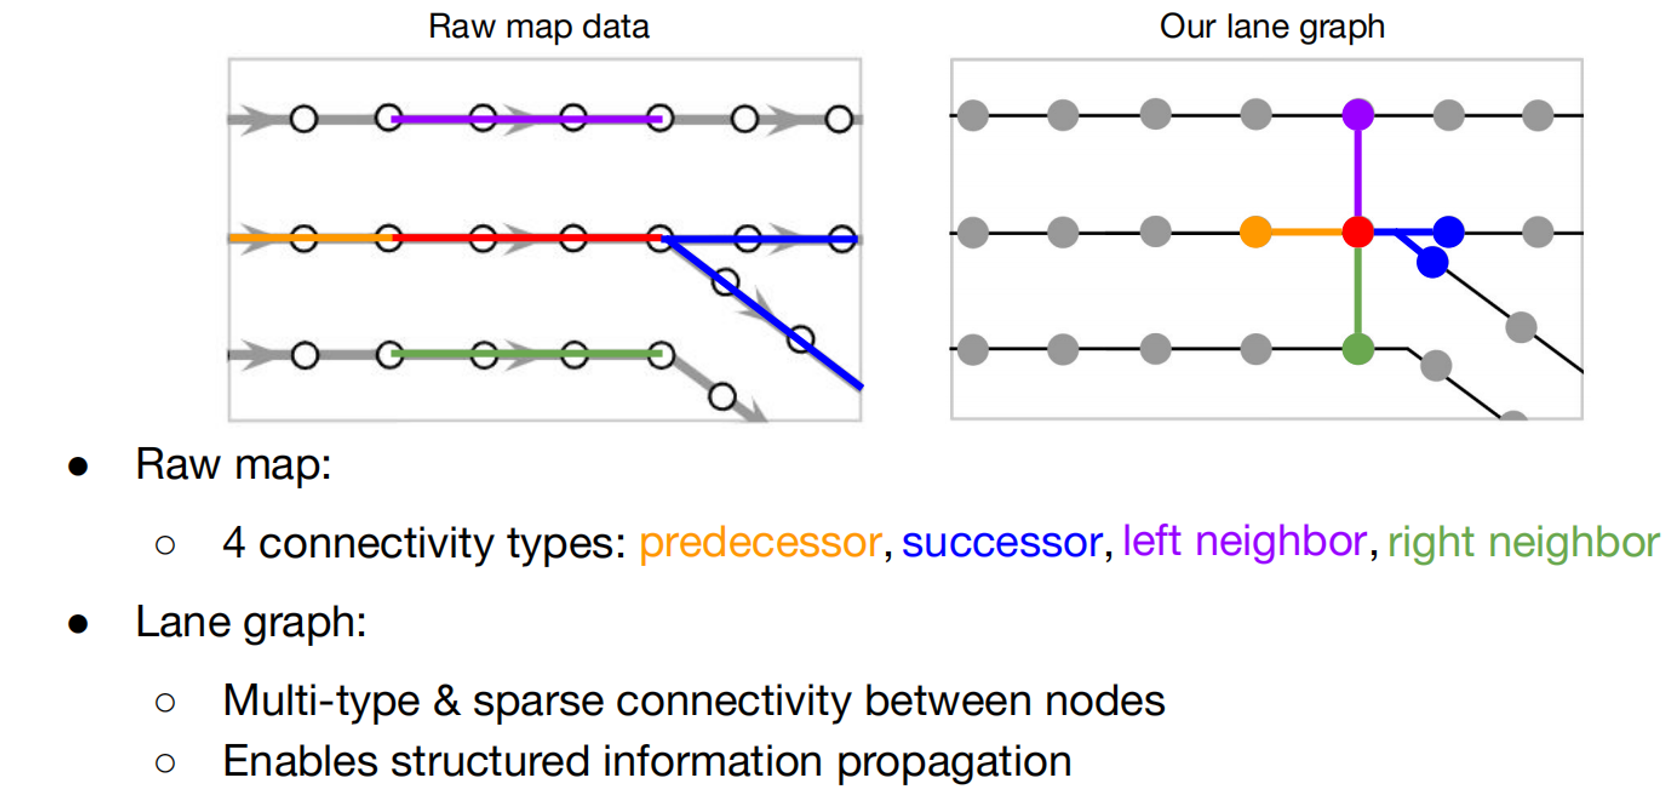 Raw map data
Our lane graph
● Raw map:
○ 4 connectivity types: predecessor, successor, left neighbor, right neighbor
● Lane graph:
○ Multi-type & sparse connectivity between nodes
○ Enables structured information propagation